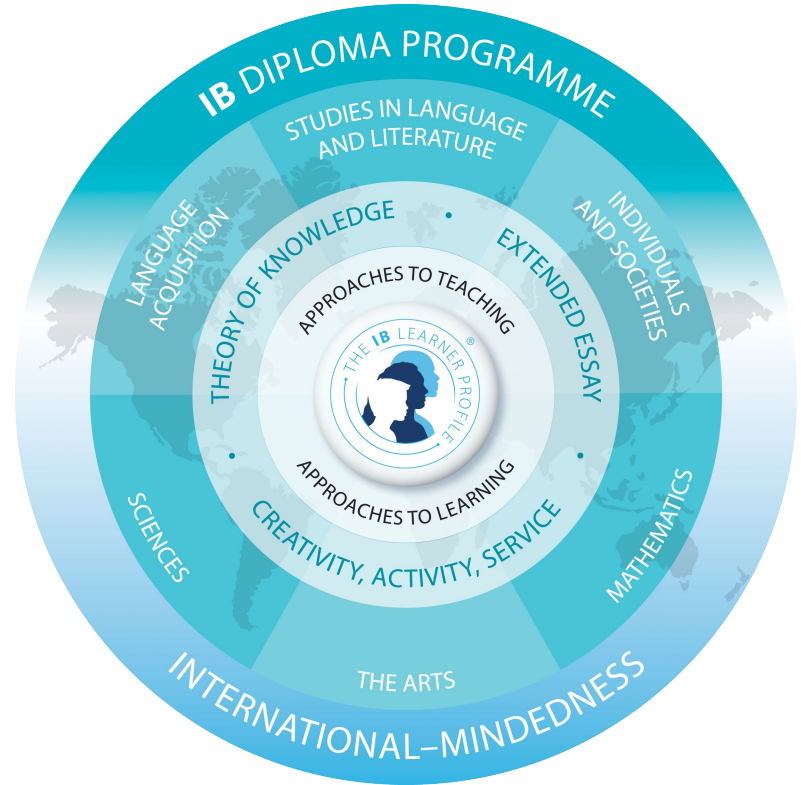 IB DIPLOMA PROGRAMME
STUDIES IN LANGUAGE
AND LITERATURE
LANGUAGE
ACQUISITION
INDIVIDUALS
AND SOCIETIES
THEORY OF KNOWLEDGE
•
EXTENDED ESSAY
APPROACHES TO TEACHING
THE IB LEARNER PROFILE
®
APPROACHES TO LEARNING
•
CREATIVITY, ACTIVITY, SERVICE
•
SCIENCES
MATHEMATICS
THE ARTS
INTERNATIONAL–MINDEDNESS